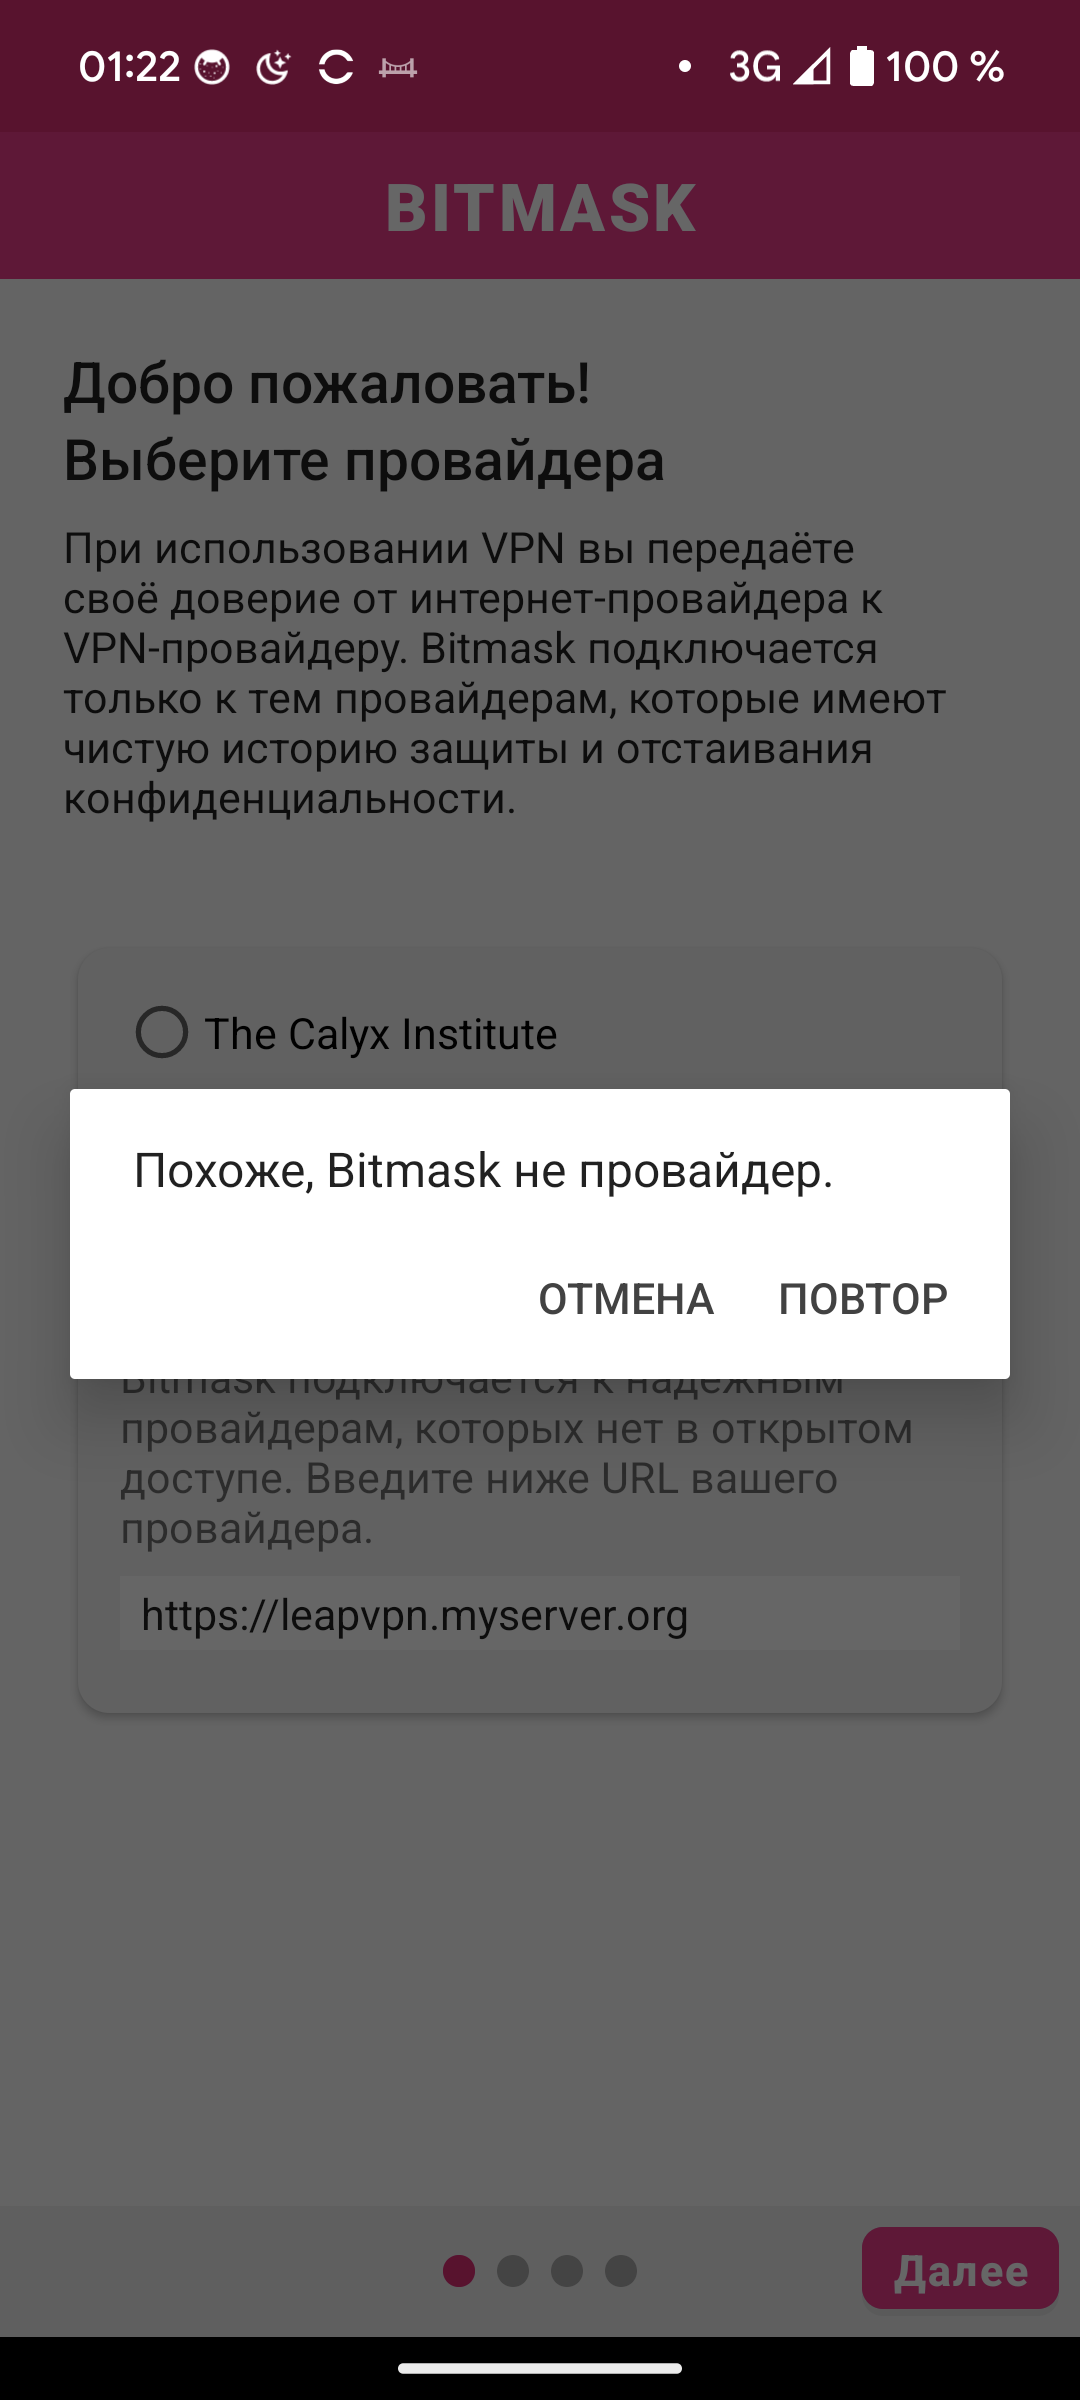 01:22 3G 100 %
BITMASK
Добро пожаловать!
Выберите провайдера
При использовании VPN вы передаёте
своё доверие от интернет-провайдера к
VPN-провайдеру. Bitmask подключается
только к тем провайдерам, которые имеют
чистую историю защиты и отстаивания
конфиденциальности.
The Calyx Institute
Похоже, Bitmask не провайдер.
ОТМЕНА ПОВТОР
Bitmask подключается к надёжным
провайдерам, которых нет в открытом
доступе. Введите ниже URL вашего
провайдера.
https://leapvpn.myserver.org
Далее